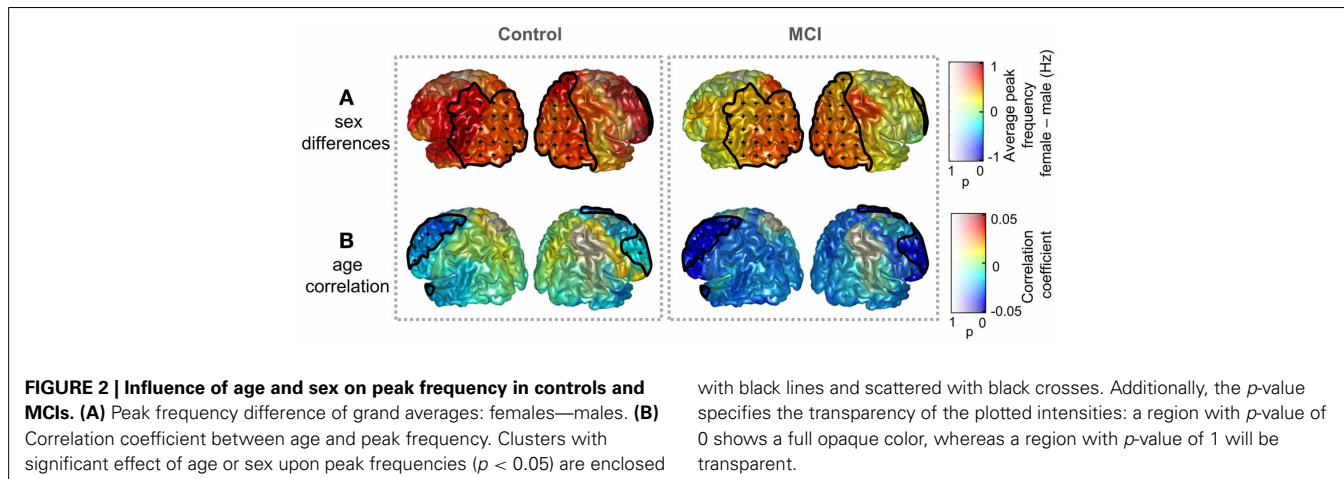 Control
MCI
A
sex
differences
1
0
-1
1 0
p
Average peak
frequency
female – male (Hz)
B
age
correlation
0.05
0
-0.05
1 0
p
Correlation
coefficient
FIGURE 2 | Influence of age and sex on peak frequency in controls and
MCIs. (A) Peak frequency difference of grand averages: females—males. (B)
Correlation coefficient between age and peak frequency. Clusters with
significant effect of age or sex upon peak frequencies (p < 0.05) are enclosed
with black lines and scattered with black crosses. Additionally, the p-value
specifies the transparency of the plotted intensities: a region with p-value of
0 shows a full opaque color, whereas a region with p-value of 1 will be
transparent.